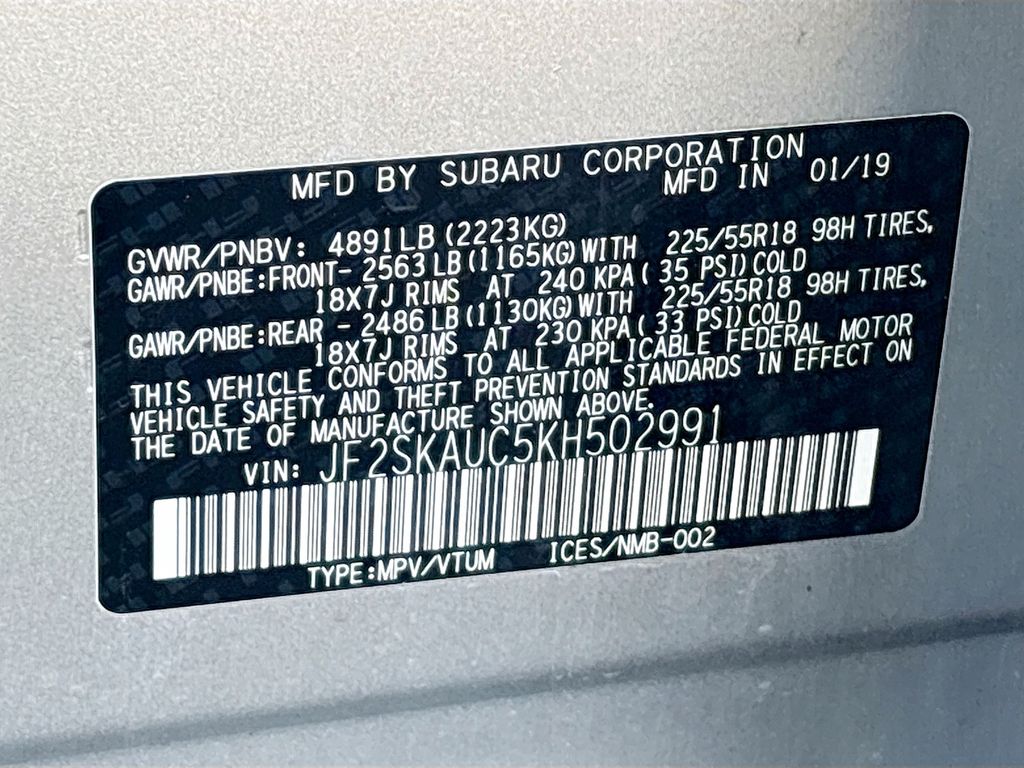 MFD BY SUBARU CORPORATION
MFD IN 01/19
GVWR/PNBV: 4891LB (2223KG)
GAWR/PNBE:FRONT- 2563 LB (1165KG) WITH 225/55R18 98H TIRES,
18X7J RIMS AT 240 KPA ( 35 PSI) COLD
GAWR/PNBE:REAR - 2486 LB (1130KG) WITH 225/55R18 98H TIRES,
18X7J RIMS AT 230 KPA ( 33 PSI) COLD
THIS VEHICLE CONFORMS TO ALL APPLICABLE FEDERAL MOTOR
VEHICLE SAFETY AND THEFT PREVENTION STANDARDS IN EFFECT ON
THE DATE OF MANUFACTURE SHOWN ABOVE.
VIN: JF2SKAUC5KH502991
TYPE:MPV/VTUM ICES/NMB-002